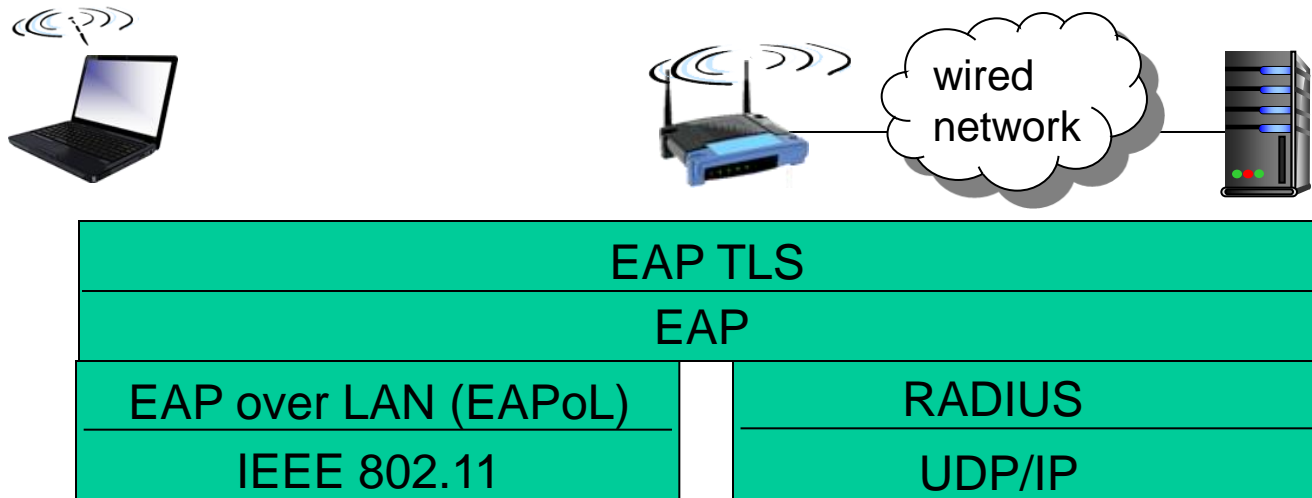 wired
network
EAP TLS
EAP
EAP over LAN (EAPoL)
RADIUS
IEEE 802.11
UDP/IP